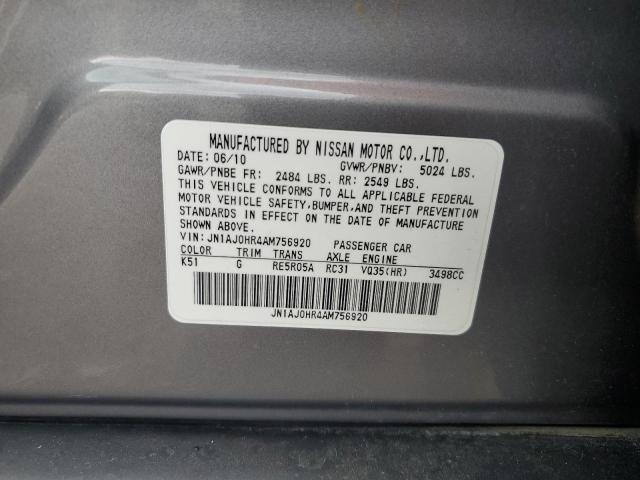 MANUFACTURED BY NISSAN MOTOR CO.,LTD.
DATE: 06/10 GVWR/PNBV: 5024 LBS.
GAWR/PNBE FR: 2484 LBS. RR: 2549 LBS.
THIS VEHICLE CONFORMS TO ALL APPLICABLE FEDERAL
MOTOR VEHICLE SAFETY,BUMPER,AND THEFT PREVENTION
STANDARDS IN EFFECT ON THE DATE OF MANUFACTURE
SHOWN ABOVE.
VIN: JN1AJ0HR4AM756920 PASSENGER CAR
COLOR TRIM TRANS AXLE ENGINE
K51 G RE5R05A RC31 VQ35(HR) 3498CC
JN1AJ0HR4AM756920